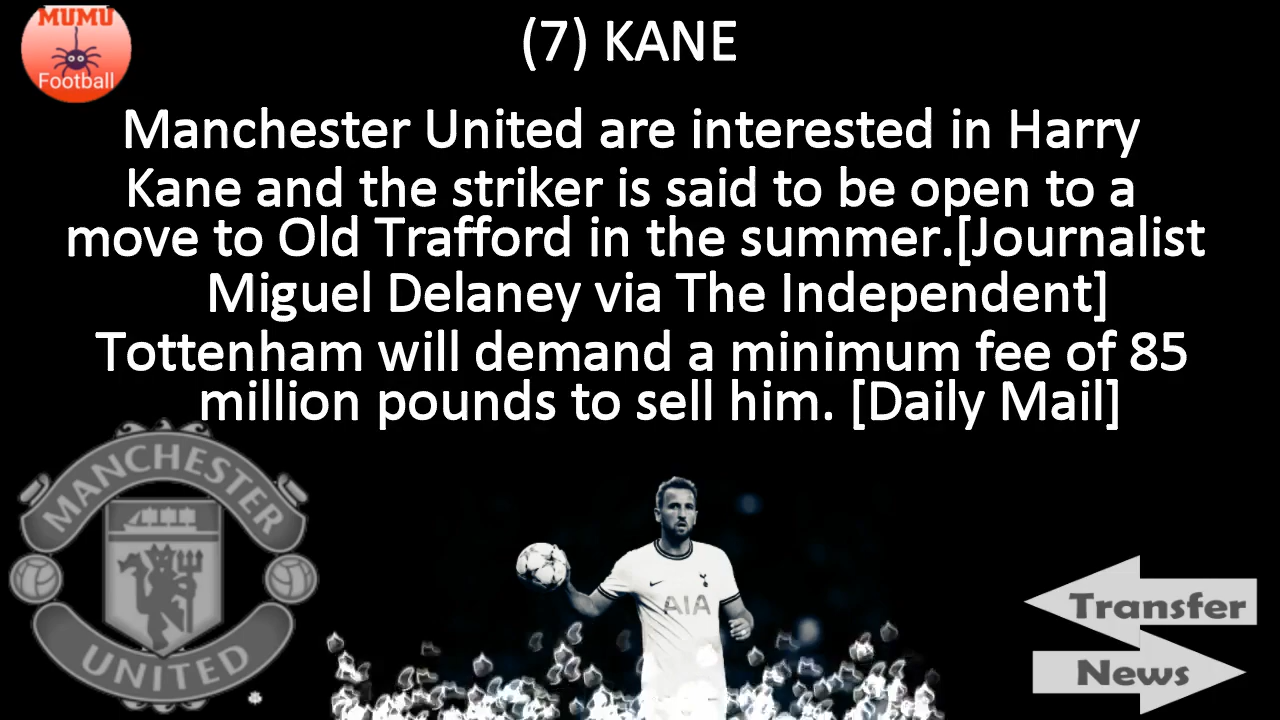 MUMU
Football
(7) KANE
Manchester United are interested in Harry
Kane and the striker is said to be open to a
move to Old Trafford in the summer.[Journalist
Miguel Delaney via The Independent]
Tottenham will demand a minimum fee of 85
million pounds to sell him. [Daily Mail]
MANCHESTER
UNITED
AIA
Transfer
News